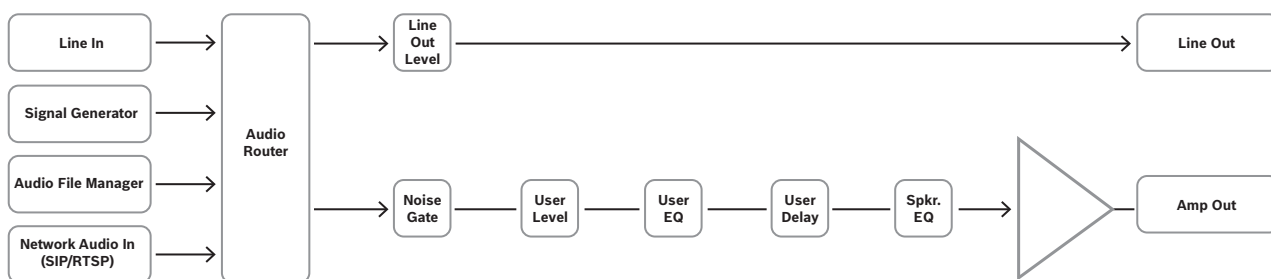 Line In
Signal Generator
Audio File Manager
Network Audio In
(SIP/RTSP)
Audio
Router
Line
Out
Level
Line Out
Noise
Gate
User
Level
User
EQ
User
Delay
Spkr.
EQ
Amp Out